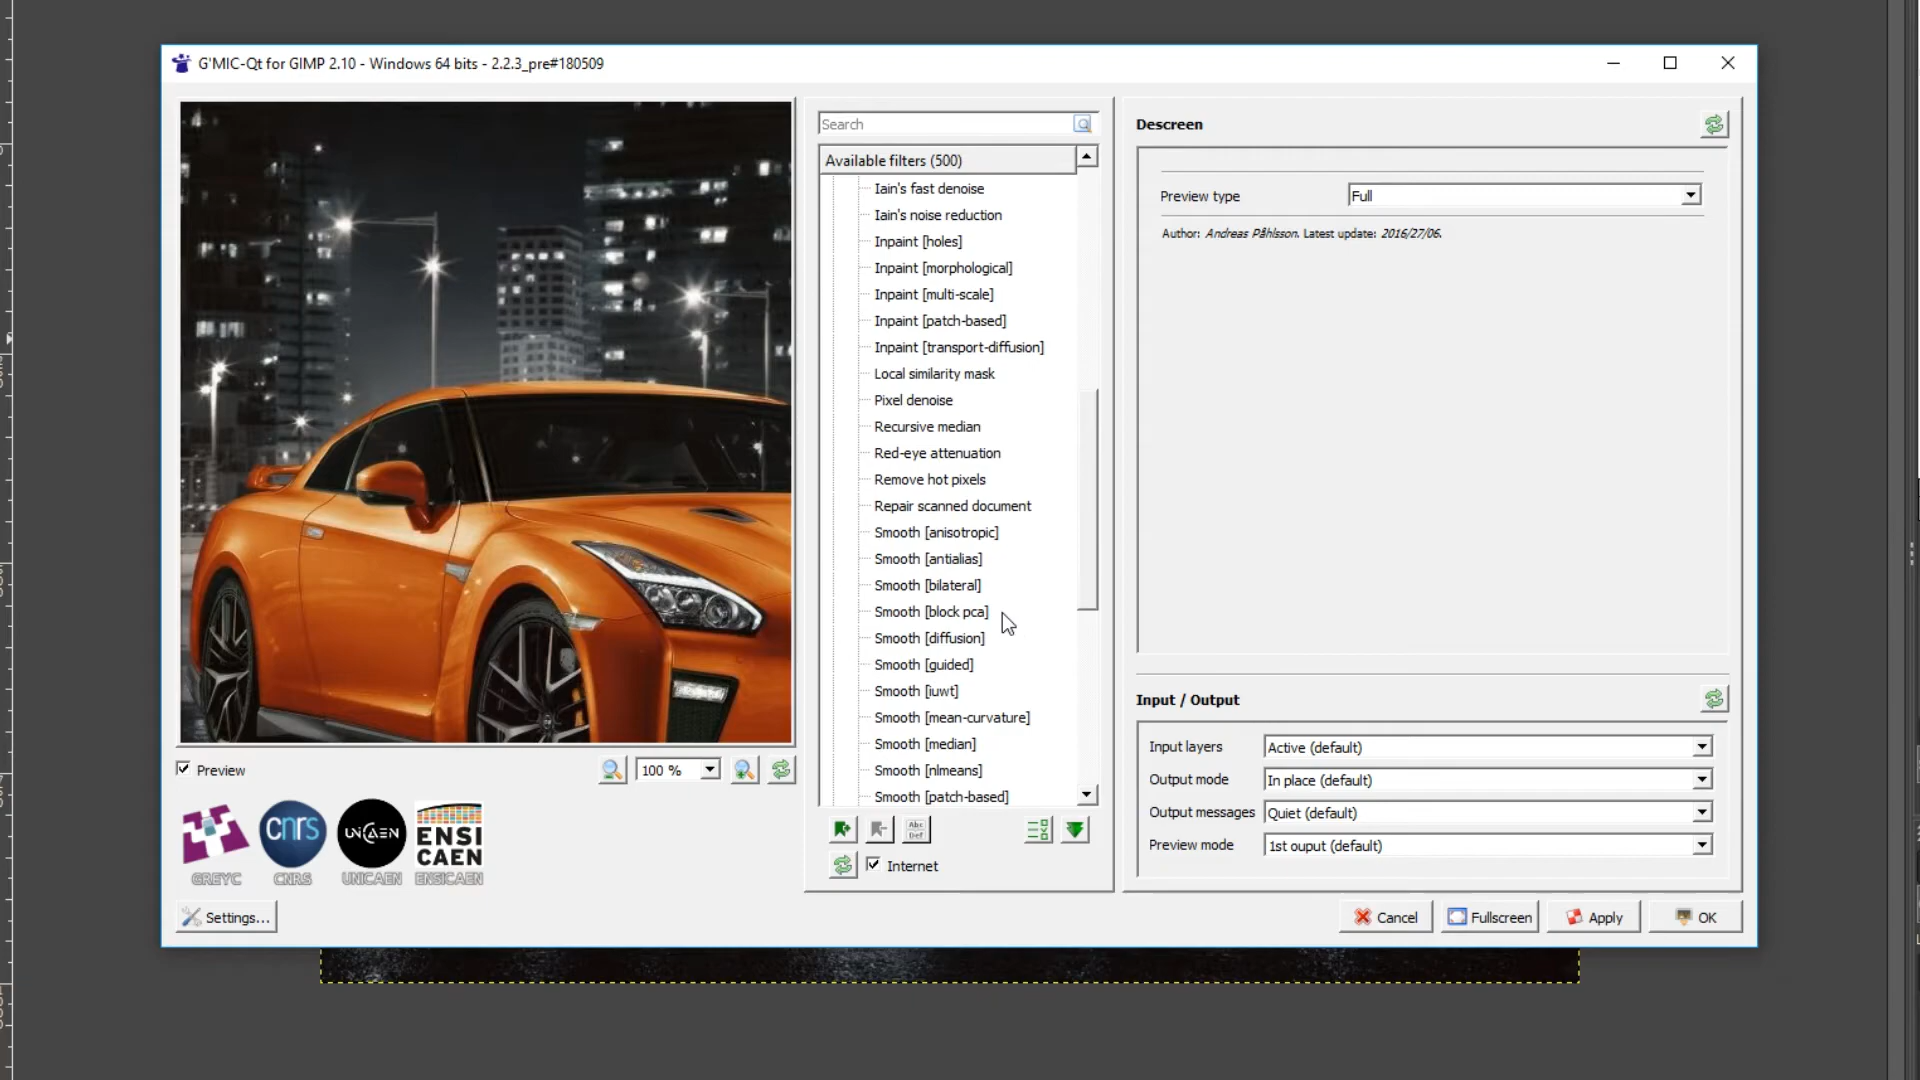 G'MIC-Qt for GIMP 2.10 - Windows 64 bits - 2.2.3_pre#180509
Search
Available filters (500)
Iain's fast denoise
Iain's noise reduction
Inpaint [holes]
Inpaint [morphological]
Inpaint [multi-scale]
Inpaint [patch-based]
Inpaint [transport-diffusion]
Local similarity mask
Pixel denoise
Recursive median
Red-eye attenuation
Remove hot pixels
Repair scanned document
Smooth [anisotropic]
Smooth [antialias]
Smooth [bilateral]
Smooth [block pca]
Smooth [diffusion]
Smooth [guided]
Smooth [iuwt]
Smooth [mean-curvature]
Smooth [median]
Smooth [nlmeans]
Smooth [patch-based]
Abc
Def
Internet
Descreen
Preview type
Full
Author: Andreas Påhlsson. Latest update: 2016/27/06.
Input / Output
Input layers
Active (default)
Output mode
In place (default)
Output messages
Quiet (default)
Preview mode
1st ouput (default)
Preview
100 %
GREYC
cnrs
CNRS
UNICAEN
UNICAEN
ENSI
CAEN
ENSICAEN
Settings...
Cancel
Fullscreen
Apply
OK